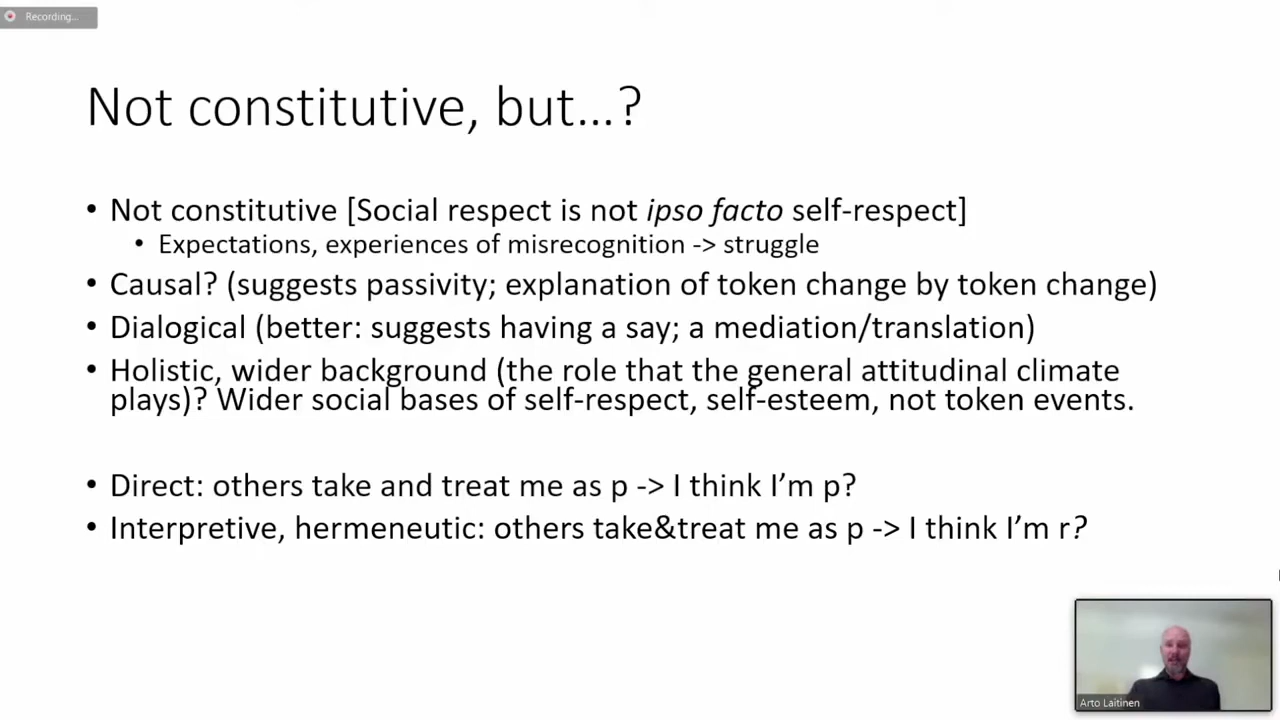 Recording...
Not constitutive, but...?
• Not constitutive [Social respect is not ipso facto self-respect]
• Expectations, experiences of misrecognition -> struggle
• Causal? (suggests passivity; explanation of token change by token change)
• Dialogical (better: suggests having a say; a mediation/translation)
• Holistic, wider background (the role that the general attitudinal climate
plays)? Wider social bases of self-respect, self-esteem, not token events.
• Direct: others take and treat me as p -> I think I'm p?
• Interpretive, hermeneutic: others take&treat me as p -> I think I'm r?
Arto Laitinen